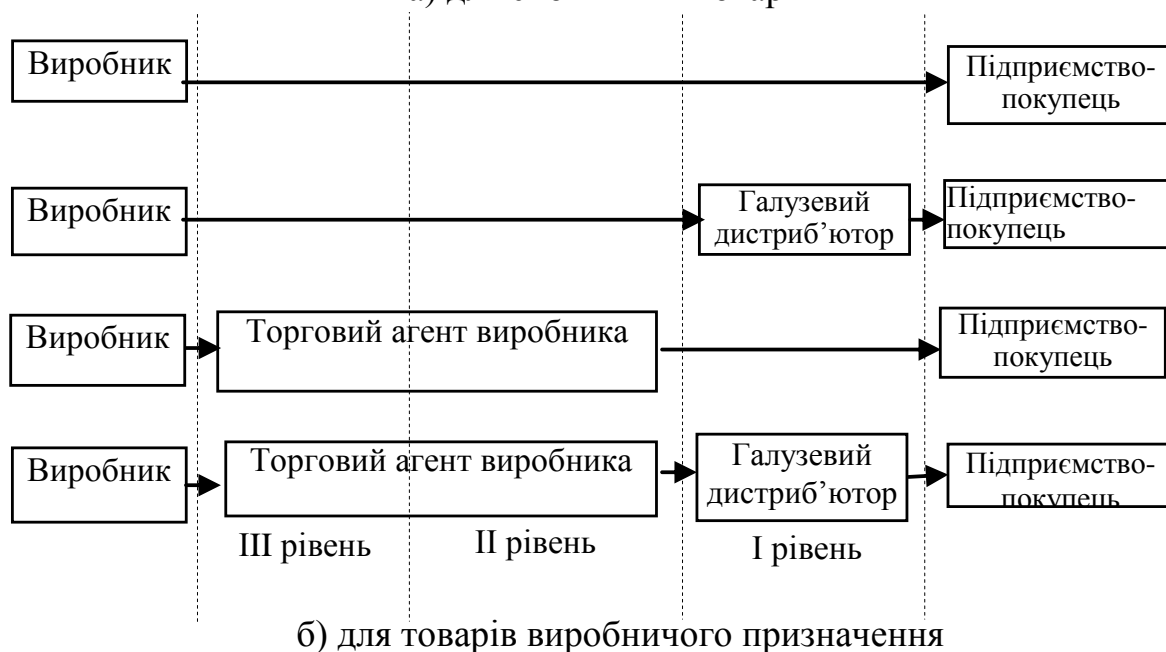 Виробник
Підприємство-
покупець
Виробник
Галузевий
дистриб’ютор
Підприємство-
покупець
Виробник
Торговий агент виробника
Підприємство-
покупець
Виробник
Торговий агент виробника
Галузевий
дистриб’ютор
Підприємство-
покупець
III рівень
II рівень
I рівень
б) для товарів виробничого призначення